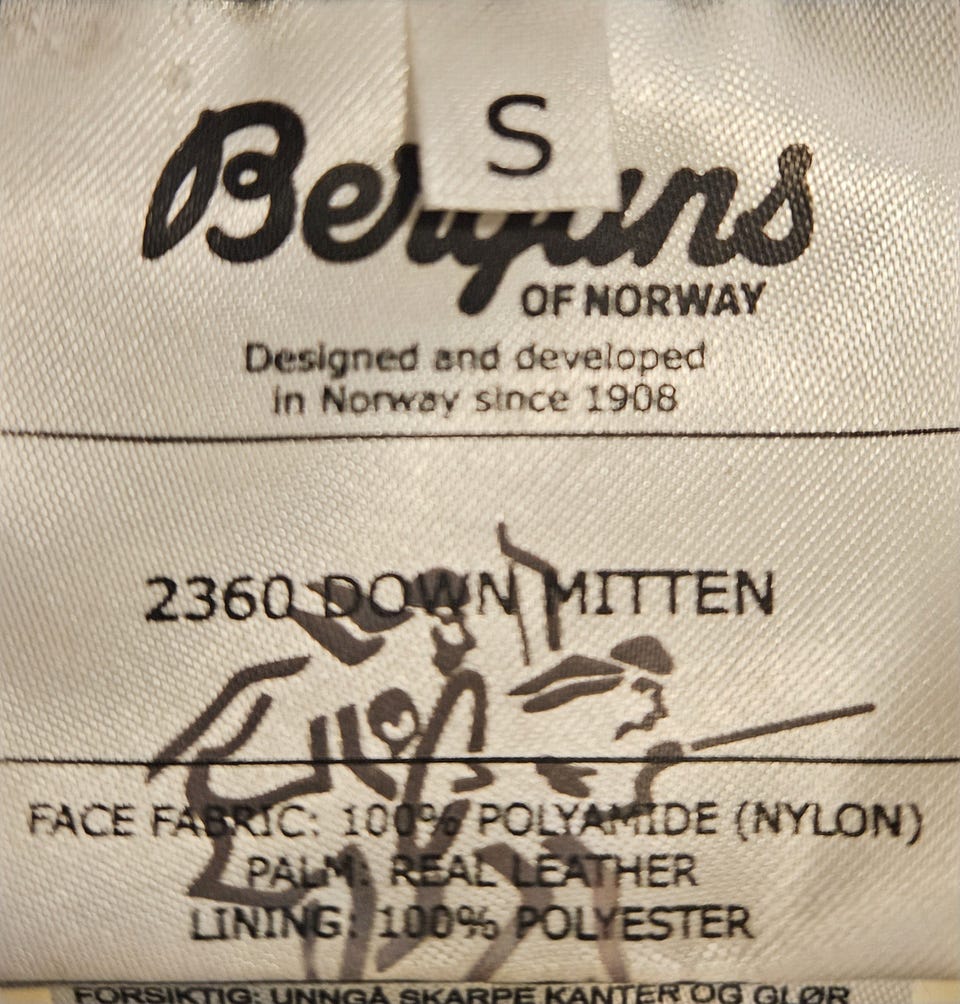 S
Bergans
OF NORWAY
Designed and developed
in Norway since 1908
2360 DOWN MITTEN
FACE FABRIC: 100% POLYAMIDE (NYLON)
PALM: REAL LEATHER
LINING: 100% POLYESTER
FORSIKTIG: UNNGÅ SKARPE KANTER OG GLØR